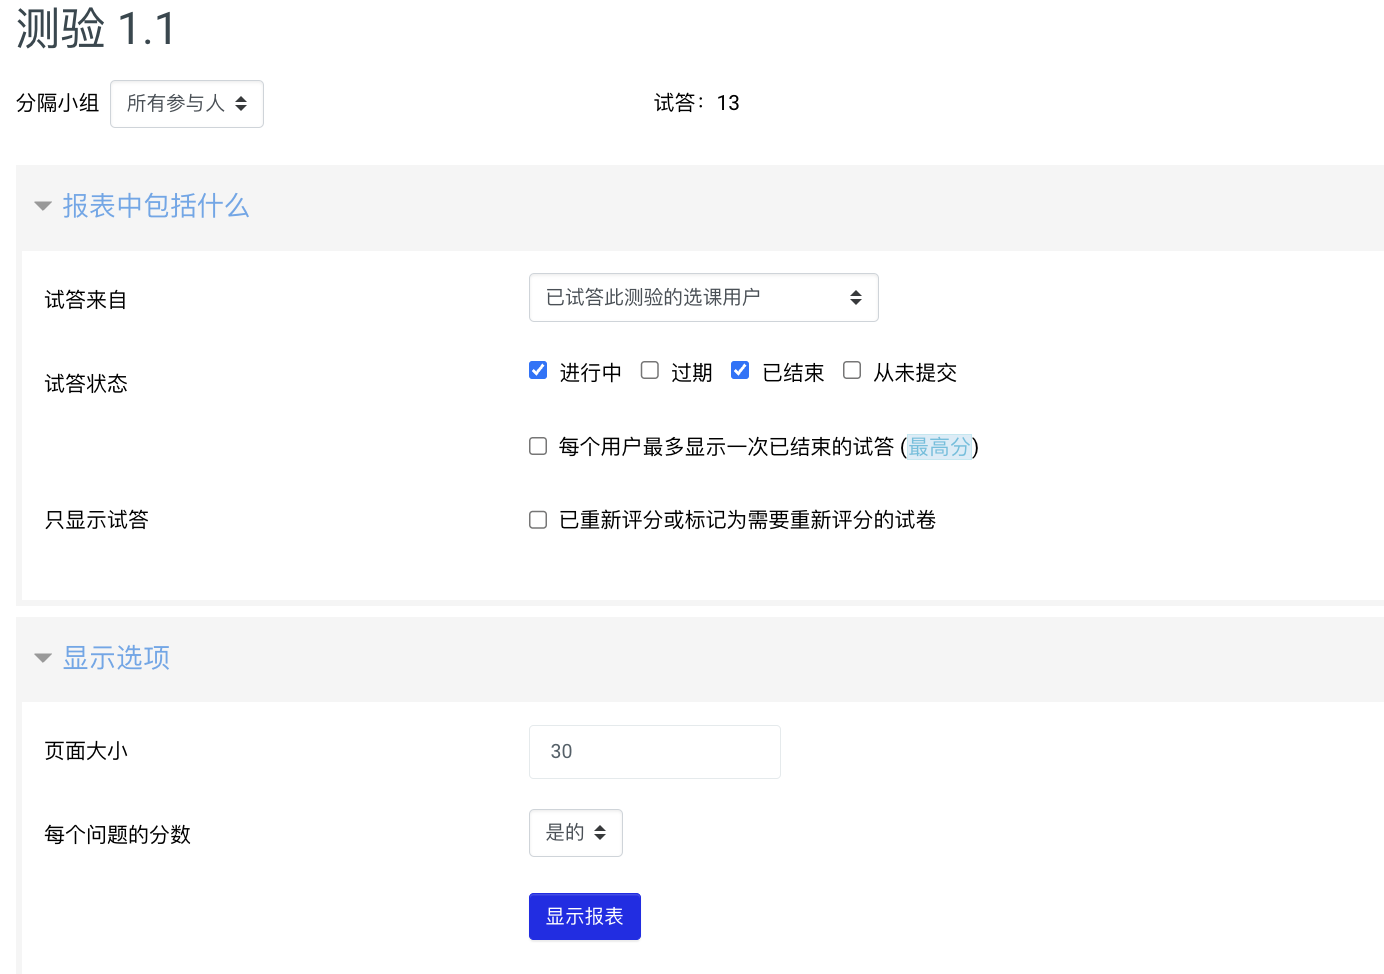 测验 1.1
分隔小组 所有参与人 试答：13
报表中包括什么
试答来自 已试答此测验的选课用户
试答状态 进行中 过期 已结束 从未提交
每个用户最多显示一次已结束的试答 (最高分)
只显示试答 已重新评分或标记为需要重新评分的试卷
显示选项
页面大小 30
每个问题的分数 是的
显示报表